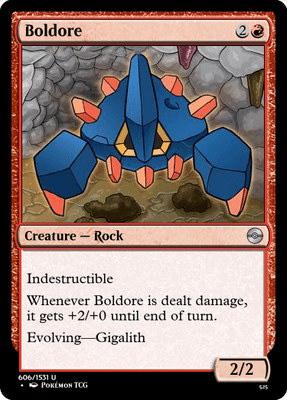 Boldore 2
Creature — Rock
Indestructible
Whenever Boldore is dealt damage,
it gets +2/+0 until end of turn.
Evolving—Gigalith
2/2
606/1531 U
• Pokémon TCG